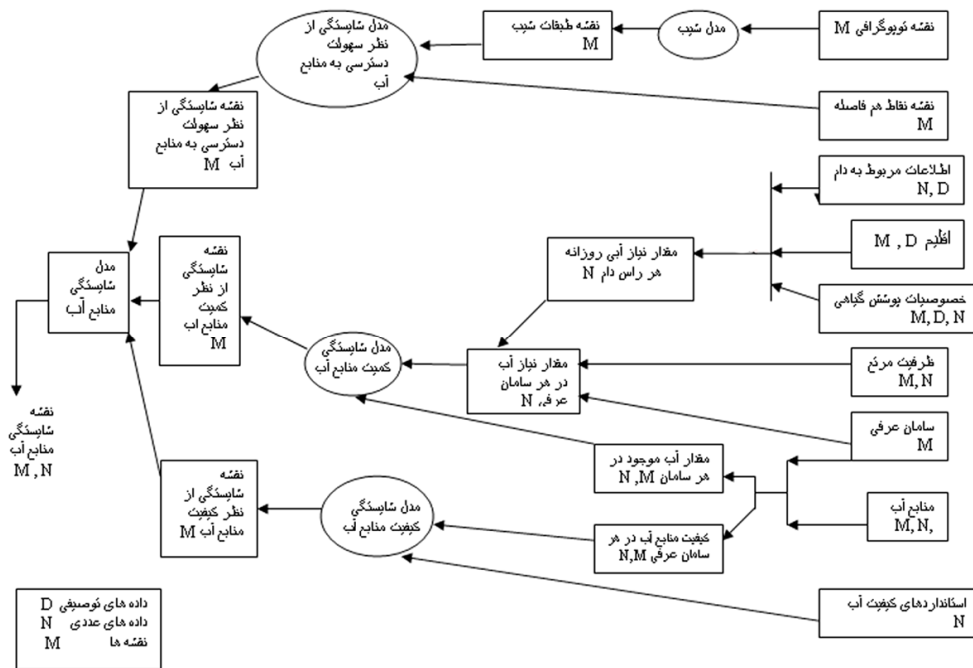 نقشه توپوگرافی M
مدل شیب
نقشه طبقات شیب
M
مدل شایستگی از
نظر سهولت
دسترسی به منابع
آب
نقشه نقاط هم فاصله
M
نقشه شایستگی از
نظر سهولت
دسترسی به منابع
آب M
اطلاعات مربوط به دام
N, D
اقلیم M , D
خصوصیات پوشش گیاهی
M, D, N
مقدار نیاز آبی روزانه
هر راس دام N
نقشه
شایستگی
از نظر
کمیت
منابع آب
M
مدل
شایستگی
منابع آب
مدل شایستگی
کمیت منابع آب
مقدار نیاز آب
در هر سامان
عرفی N
ظرفیت مرتع
M, N
سامان عرفی
M
نقشه
شایستگی
منابع آب
M , N
مقدار آب موجود در
هر سامان N, M
منابع آب
M, N,
نقشه
شایستگی از
نظر کیفیت
منابع آب M
مدل شایستگی
کیفیت منابع آب
کیفیت منابع آب در هر
سامان عرفی N,M
استانداردهای کیفیت آب
N
داده های توصیفی D
داده های عددی N
نقشه ها M